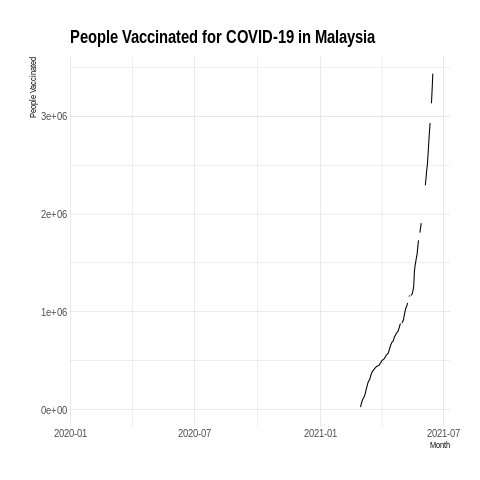 People Vaccinated for COVID-19 in Malaysia
People Vaccinated
3e+06
2e+06
1e+06
0e+00
2020-01 2020-07 2021-01 2021-07
Month